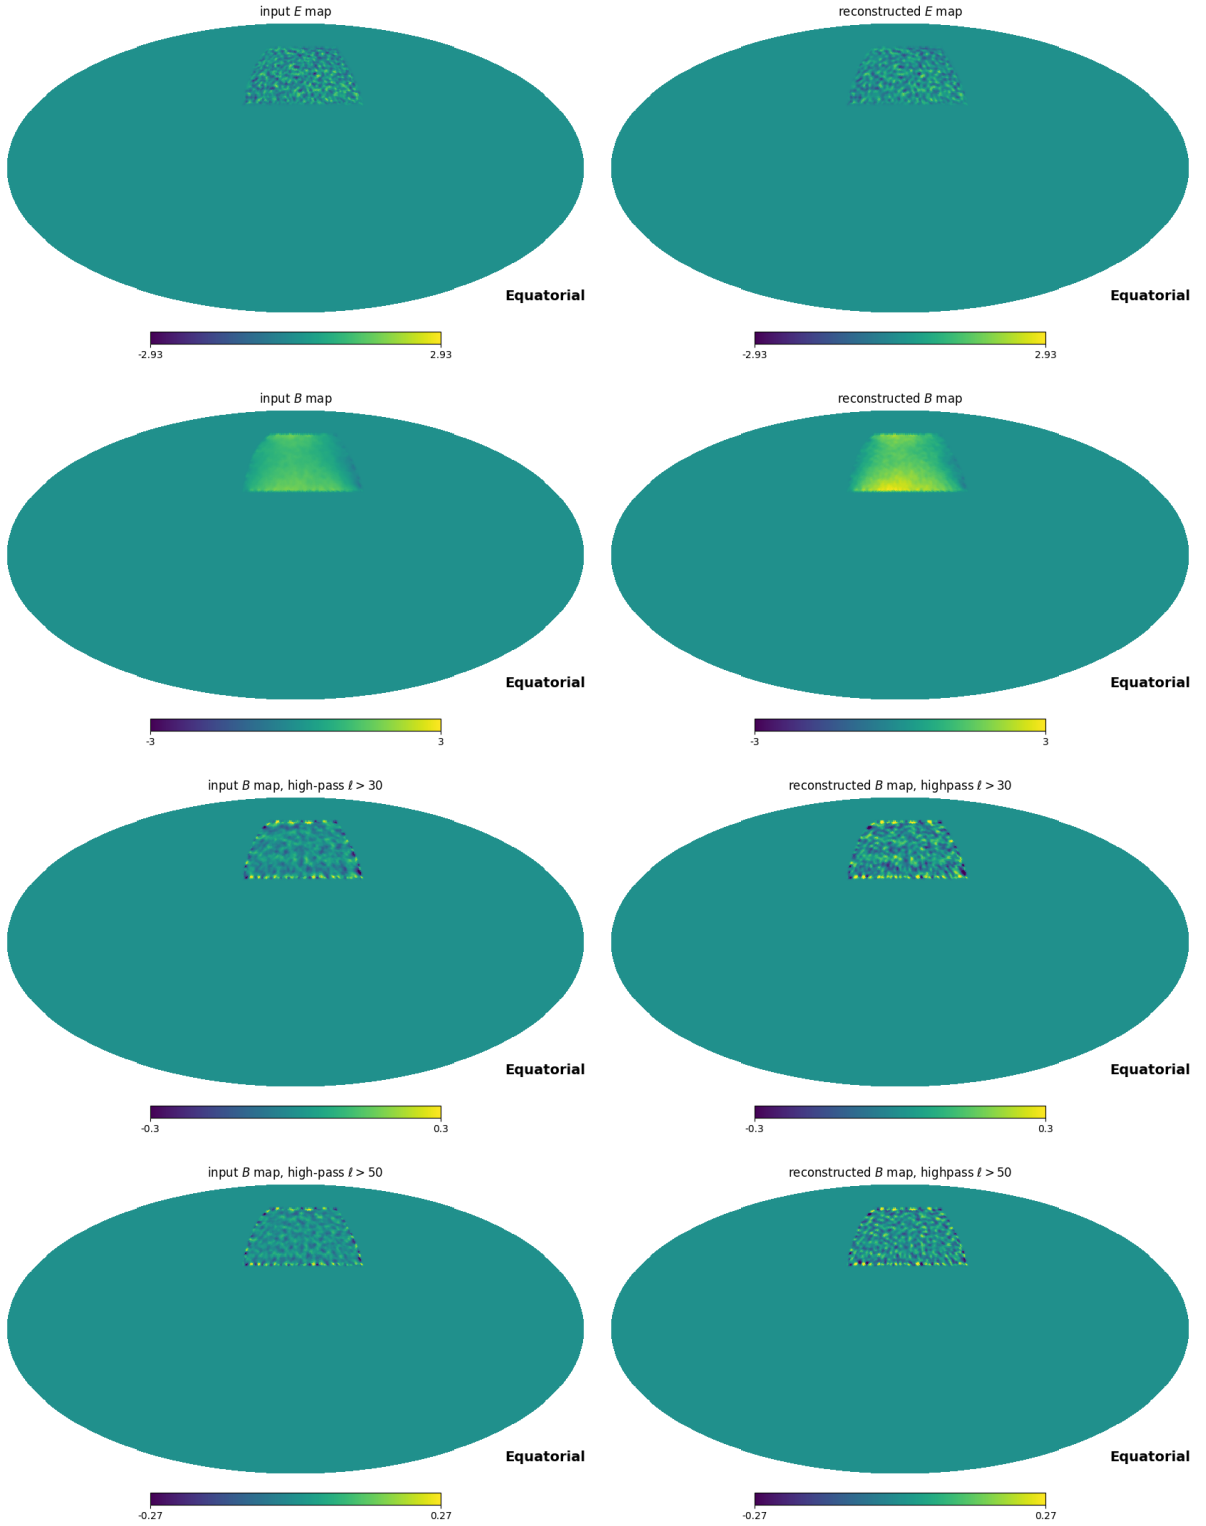 input E map
reconstructed E map
Equatorial
Equatorial
-2.93 2.93
-2.93 2.93
input B map
reconstructed B map
Equatorial
Equatorial
-3 3
-3 3
input B map, high-pass ℓ > 30
reconstructed B map, highpass ℓ > 30
Equatorial
Equatorial
-0.3 0.3
-0.3 0.3
input B map, high-pass ℓ > 50
reconstructed B map, highpass ℓ > 50
Equatorial
Equatorial
-0.27 0.27
-0.27 0.27